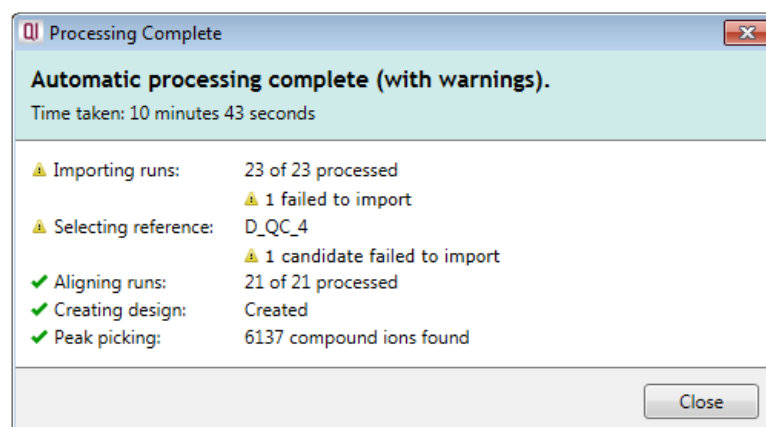 QI Processing Complete
Automatic processing complete (with warnings).
Time taken: 10 minutes 43 seconds
Importing runs: 23 of 23 processed
1 failed to import
Selecting reference: D_QC_4
1 candidate failed to import
Aligning runs: 21 of 21 processed
Creating design: Created
Peak picking: 6137 compound ions found
Close